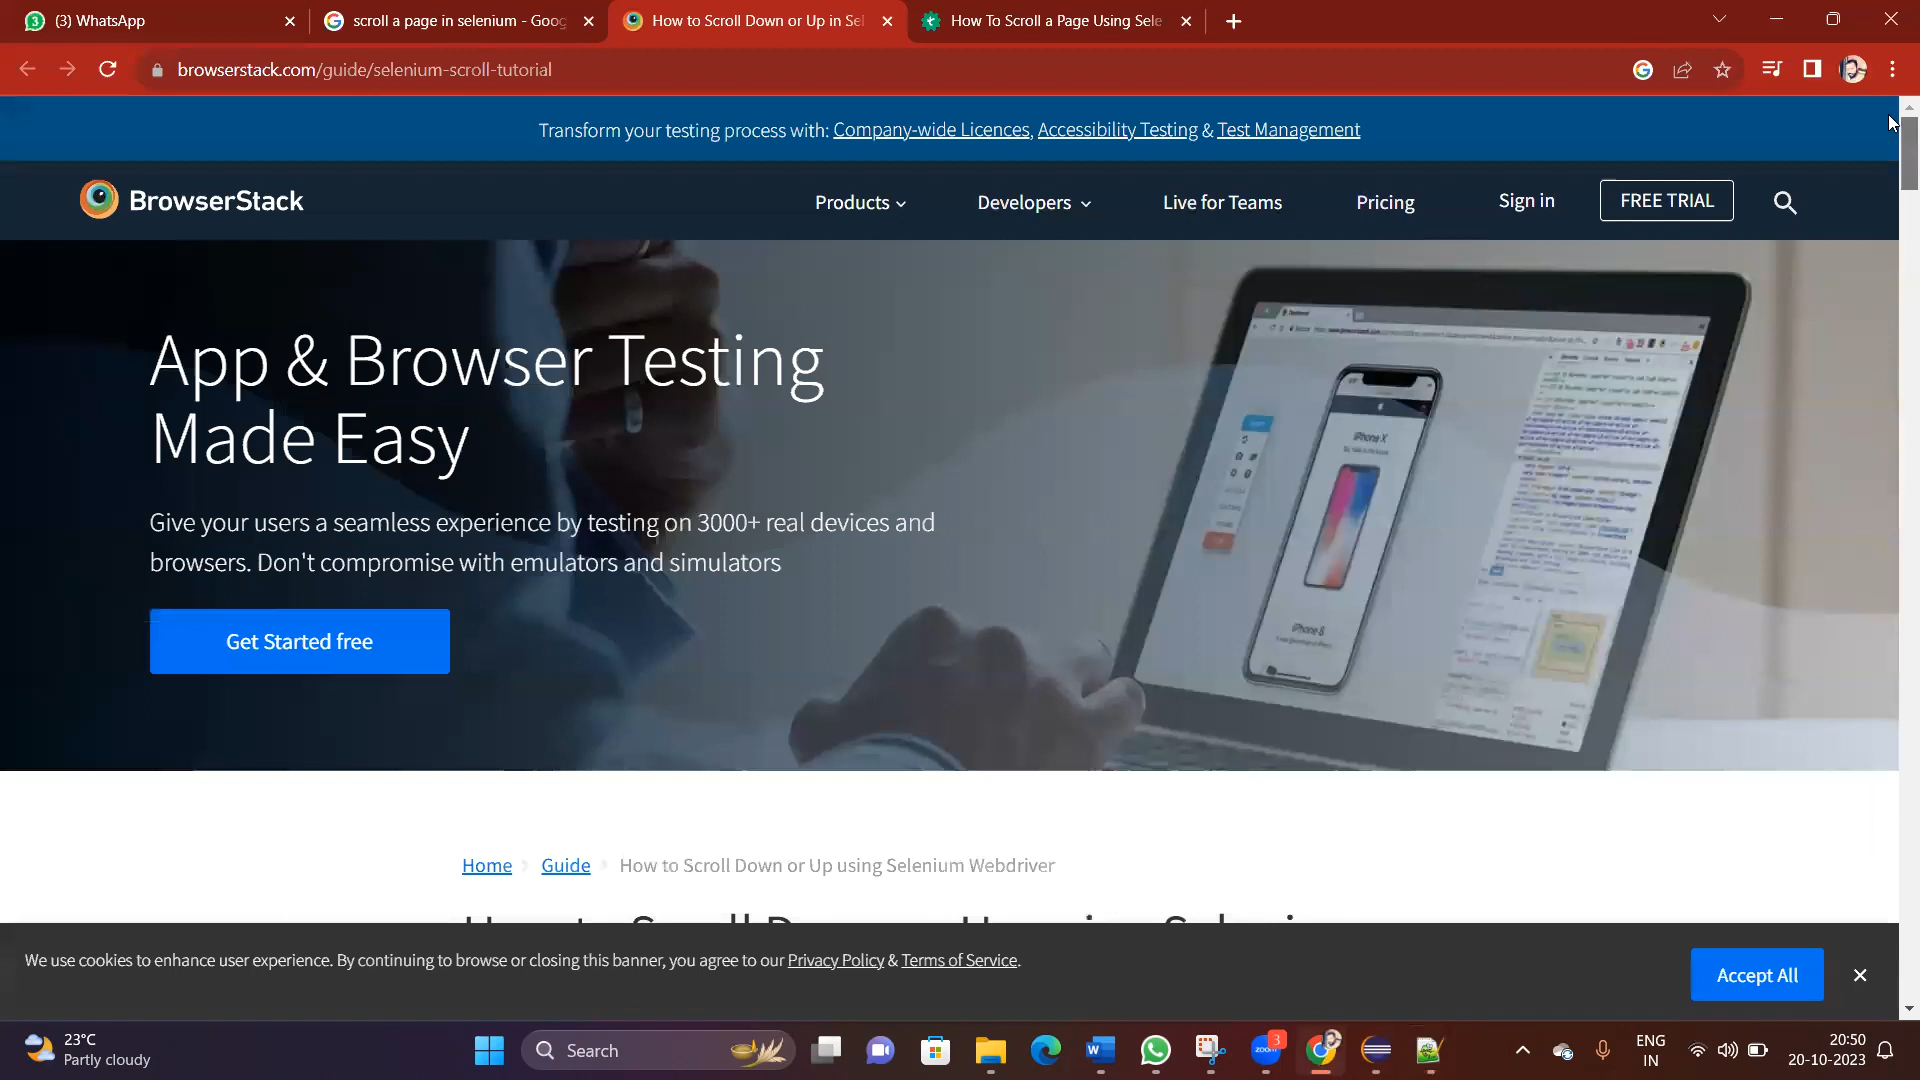 (3) WhatsApp
scroll a page in selenium - Goog
How to Scroll Down or Up in Sel
How To Scroll a Page Using Sele
browserstack.com/guide/selenium-scroll-tutorial
Transform your testing process with: Company-wide Licences, Accessibility Testing & Test Management
BrowserStack
Products
Developers
Live for Teams
Pricing
Sign in
FREE TRIAL
App & Browser Testing
Made Easy
Give your users a seamless experience by testing on 3000+ real devices and
browsers. Don't compromise with emulators and simulators
Get Started free
iPhone X
iPhone 8
Home
Guide
How to Scroll Down or Up using Selenium Webdriver
We use cookies to enhance user experience. By continuing to browse or closing this banner, you agree to our Privacy Policy & Terms of Service.
Accept All
23°C
Partly cloudy
Search
zoom
3
ENG
IN
20:50
20-10-2023